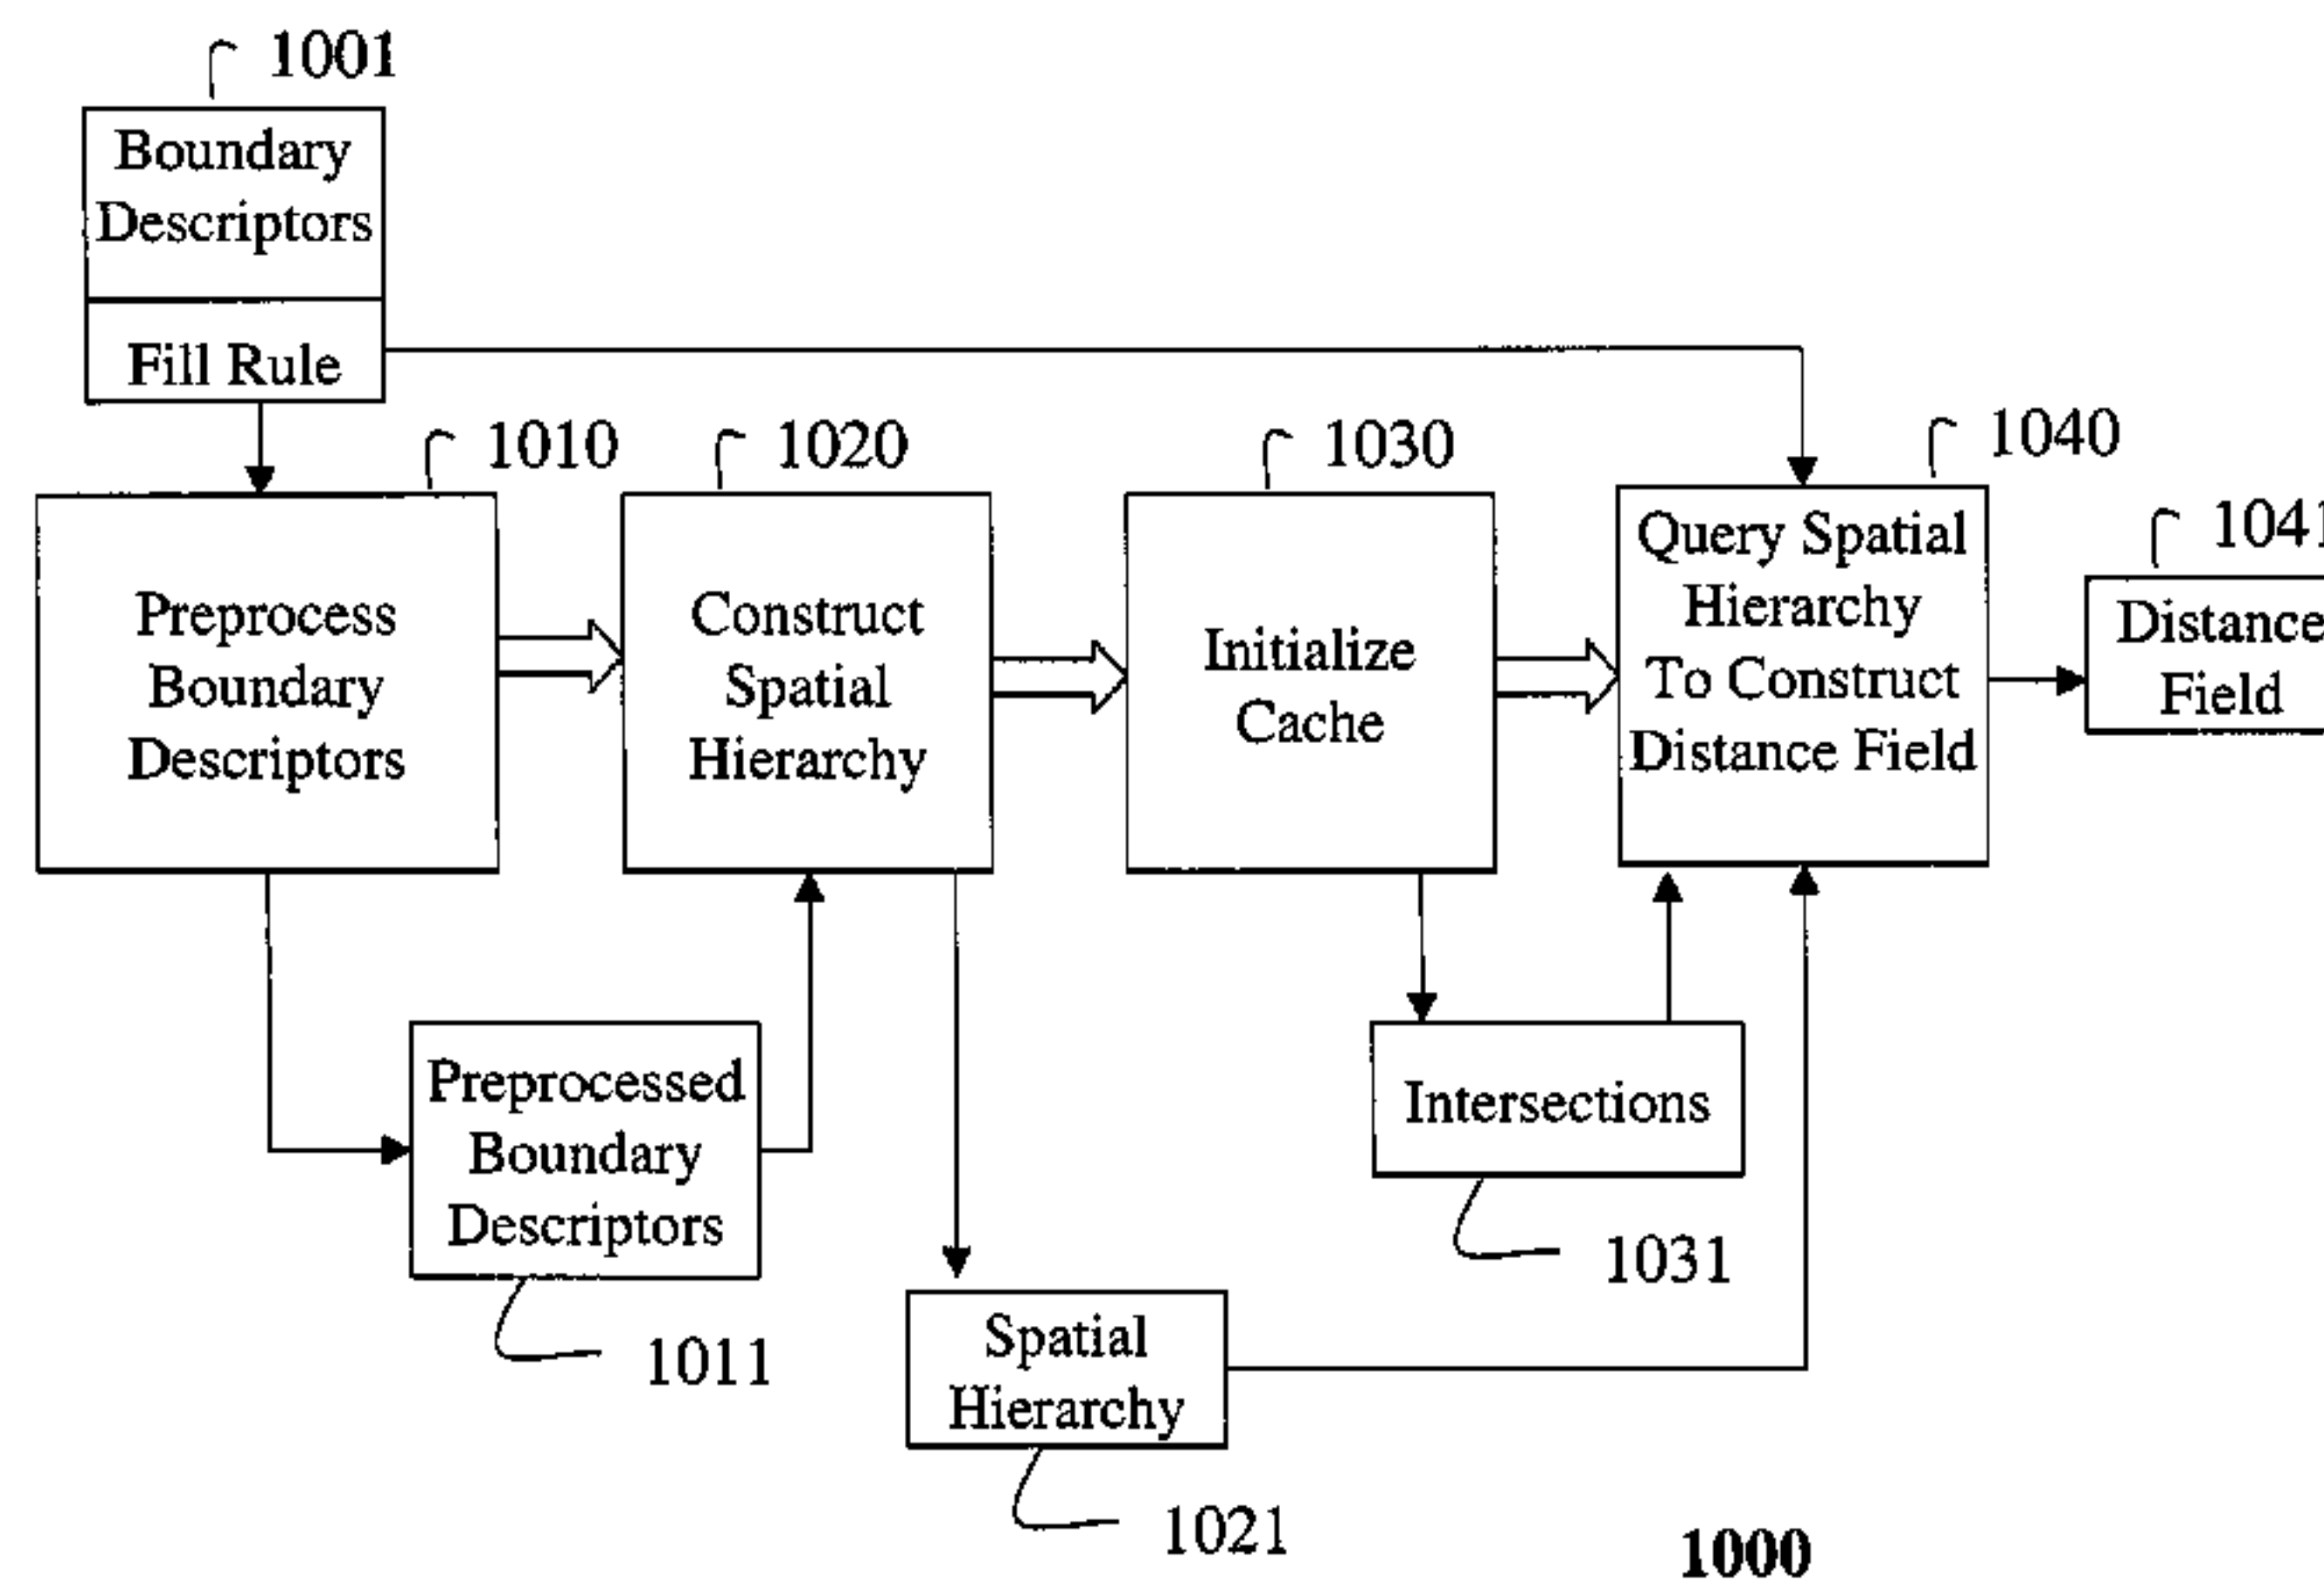 1001
Boundary
Descriptors
Fill Rule
1010
1020
1030
1040
1041
Preprocess
Boundary
Descriptors
Construct
Spatial
Hierarchy
Initialize
Cache
Query Spatial
Hierarchy
To Construct
Distance Field
Distance
Field
Preprocessed
Boundary
Descriptors
1011
Intersections
1031
Spatial
Hierarchy
1021
1000